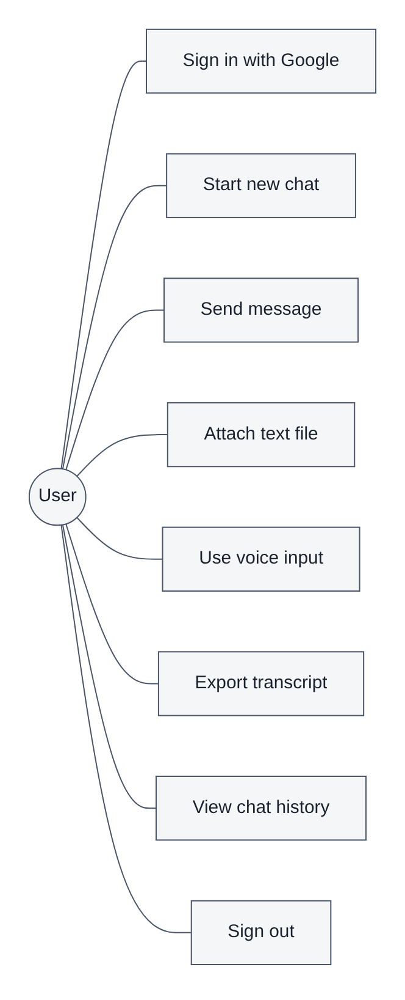 Sign in with Google
Start new chat
Send message
Attach text file
User
Use voice input
Export transcript
View chat history
Sign out